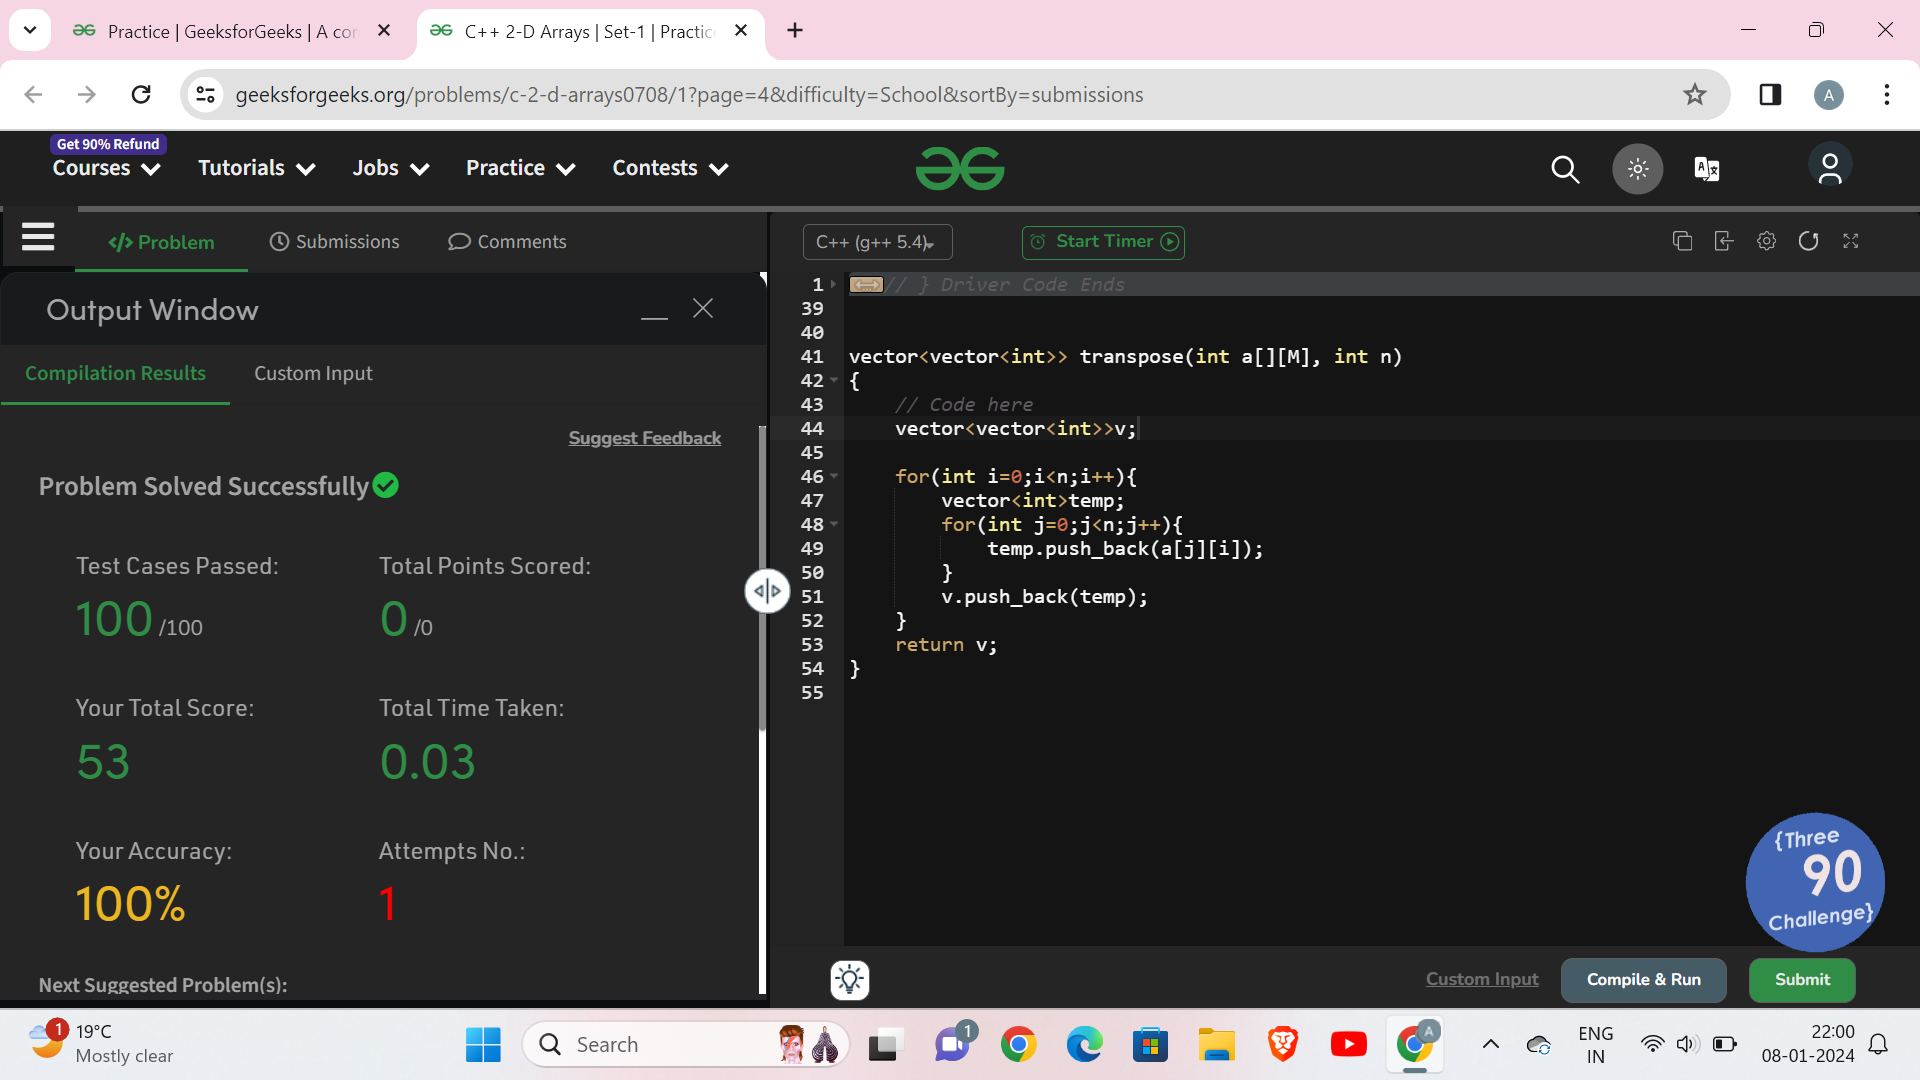 Practice | GeeksforGeeks | A cor
C++ 2-D Arrays | Set-1 | Practic
geeksforgeeks.org/problems/c-2-d-arrays0708/1?page=4&difficulty=School&sortBy=submissions
A
Get 90% Refund
Courses Tutorials Jobs Practice Contests
Problem Submissions Comments
C++ (g++ 5.4) Start Timer
Output Window
Compilation Results Custom Input
Suggest Feedback
Problem Solved Successfully
Test Cases Passed: Total Points Scored:
100 /100 0 /0
Your Total Score: Total Time Taken:
53 0.03
Your Accuracy: Attempts No.:
100% 1
Next Suggested Problem(s):
1 // } Driver Code Ends
39
40
41 vector<vector<int>> transpose(int a[][M], int n)
42 {
43 // Code here
44 vector<vector<int>>v;
45
46 for(int i=0;i<n;i++){
47 vector<int>temp;
48 for(int j=0;j<n;j++){
49 temp.push_back(a[j][i]);
50 }
51 v.push_back(temp);
52 }
53 return v;
54 }
55
{Three
90
Challenge}
Custom Input Compile & Run Submit
1 19°C
Mostly clear
Search
1
A
ENG
IN
22:00
08-01-2024